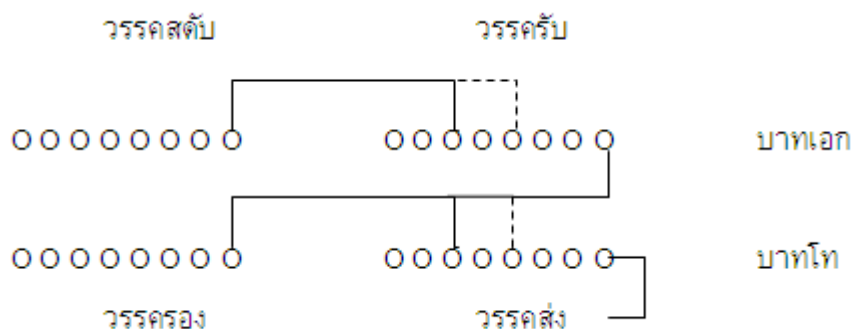 วรรคสดับ วรรครับ
O O O O O O O O O O O O O O O O บาทเอก
O O O O O O O O O O O O O O O O บาทโท
วรรครอง วรรคส่ง